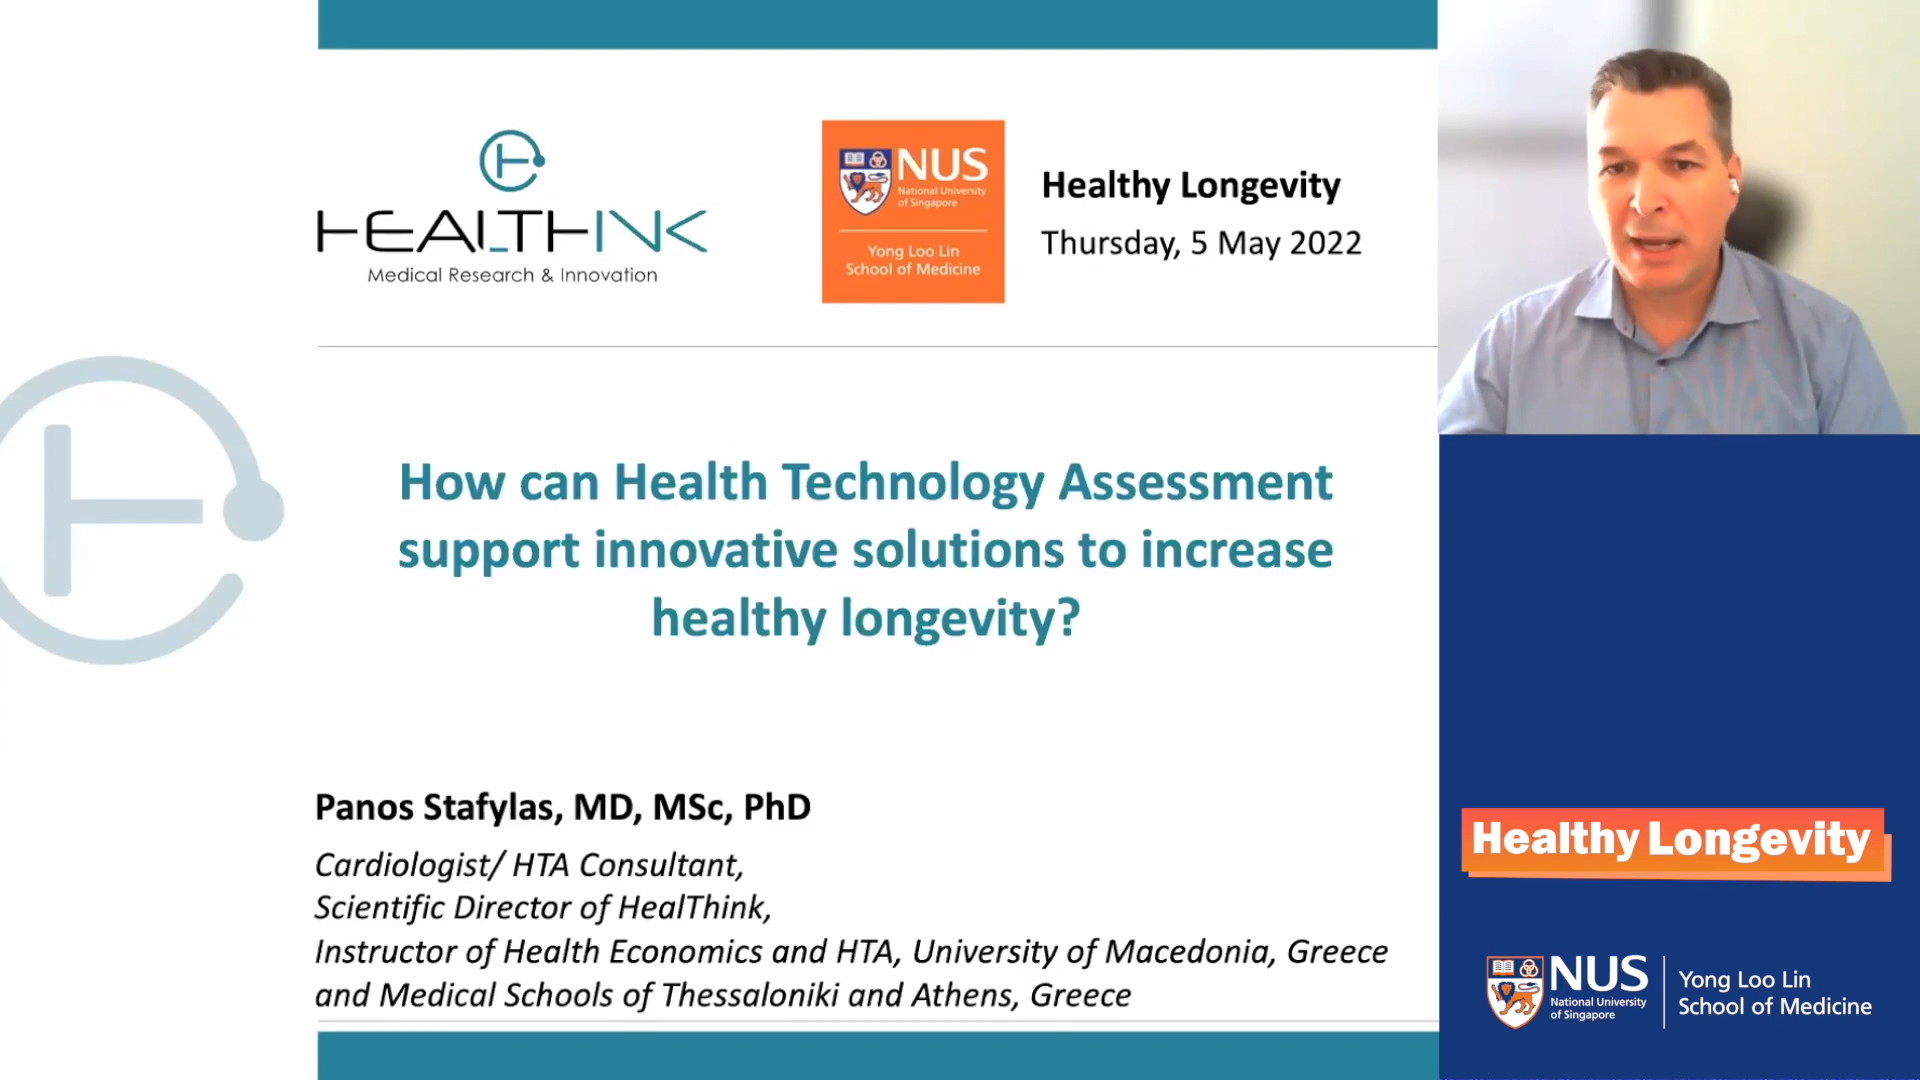 HEALTHINK
Medical Research & Innovation
NUS
National University
of Singapore
Yong Loo Lin
School of Medicine
Healthy Longevity
Thursday, 5 May 2022
How can Health Technology Assessment
support innovative solutions to increase
healthy longevity?
Panos Stafylas, MD, MSc, PhD
Cardiologist/ HTA Consultant,
Scientific Director of HealThink,
Instructor of Health Economics and HTA, University of Macedonia, Greece
and Medical Schools of Thessaloniki and Athens, Greece
Healthy Longevity
NUS
National University
of Singapore
Yong Loo Lin
School of Medicine